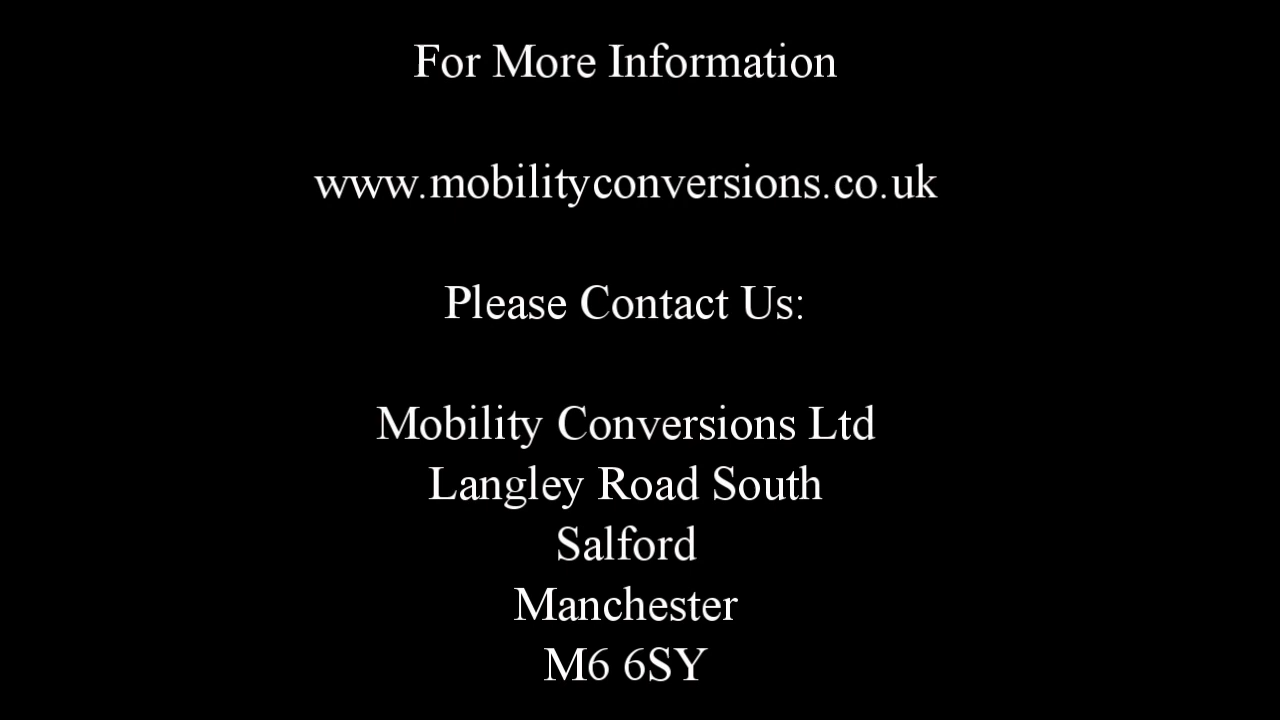 For More Information
www.mobilityconversions.co.uk
Please Contact Us:
Mobility Conversions Ltd
Langley Road South
Salford
Manchester
M6 6SY